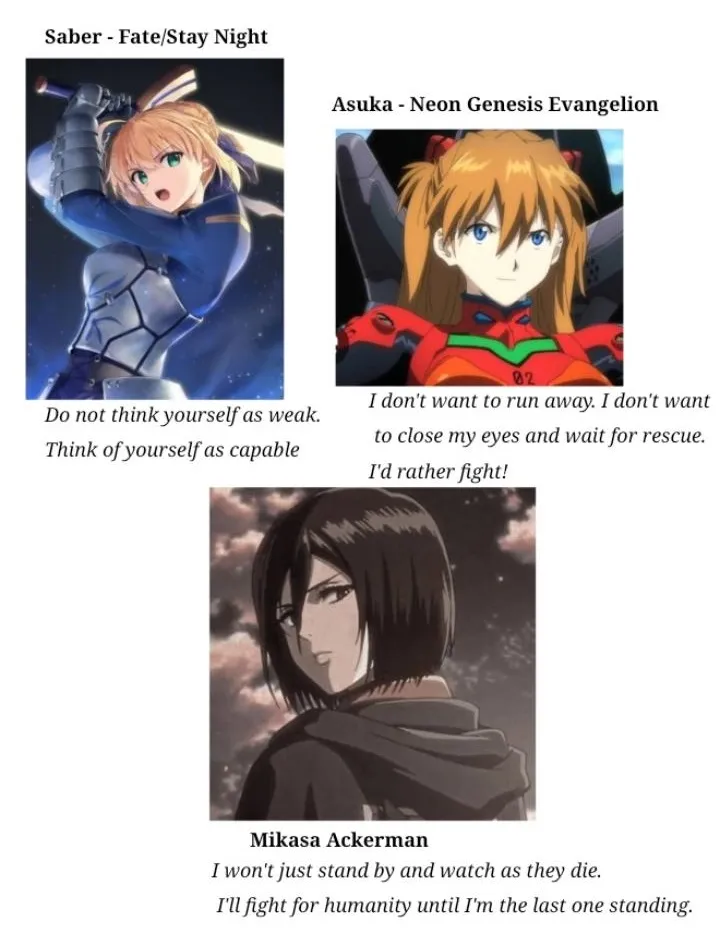 Saber - Fate/Stay Night
Do not think yourself as weak.
Think of yourself as capable
Asuka - Neon Genesis Evangelion
02
I don't want to run away. I don't want
to close my eyes and wait for rescue.
I'd rather fight!
Mikasa Ackerman
I won't just stand by and watch as they die.
I'll fight for humanity until I'm the last one standing.